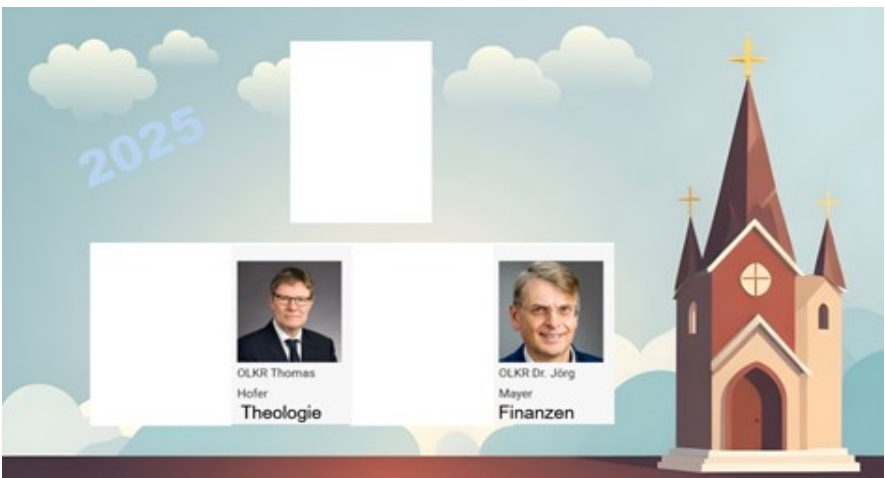 2025
OLKR Thomas
Hofer
Theologie
OLKR Dr. Jörg
Mayer
Finanzen